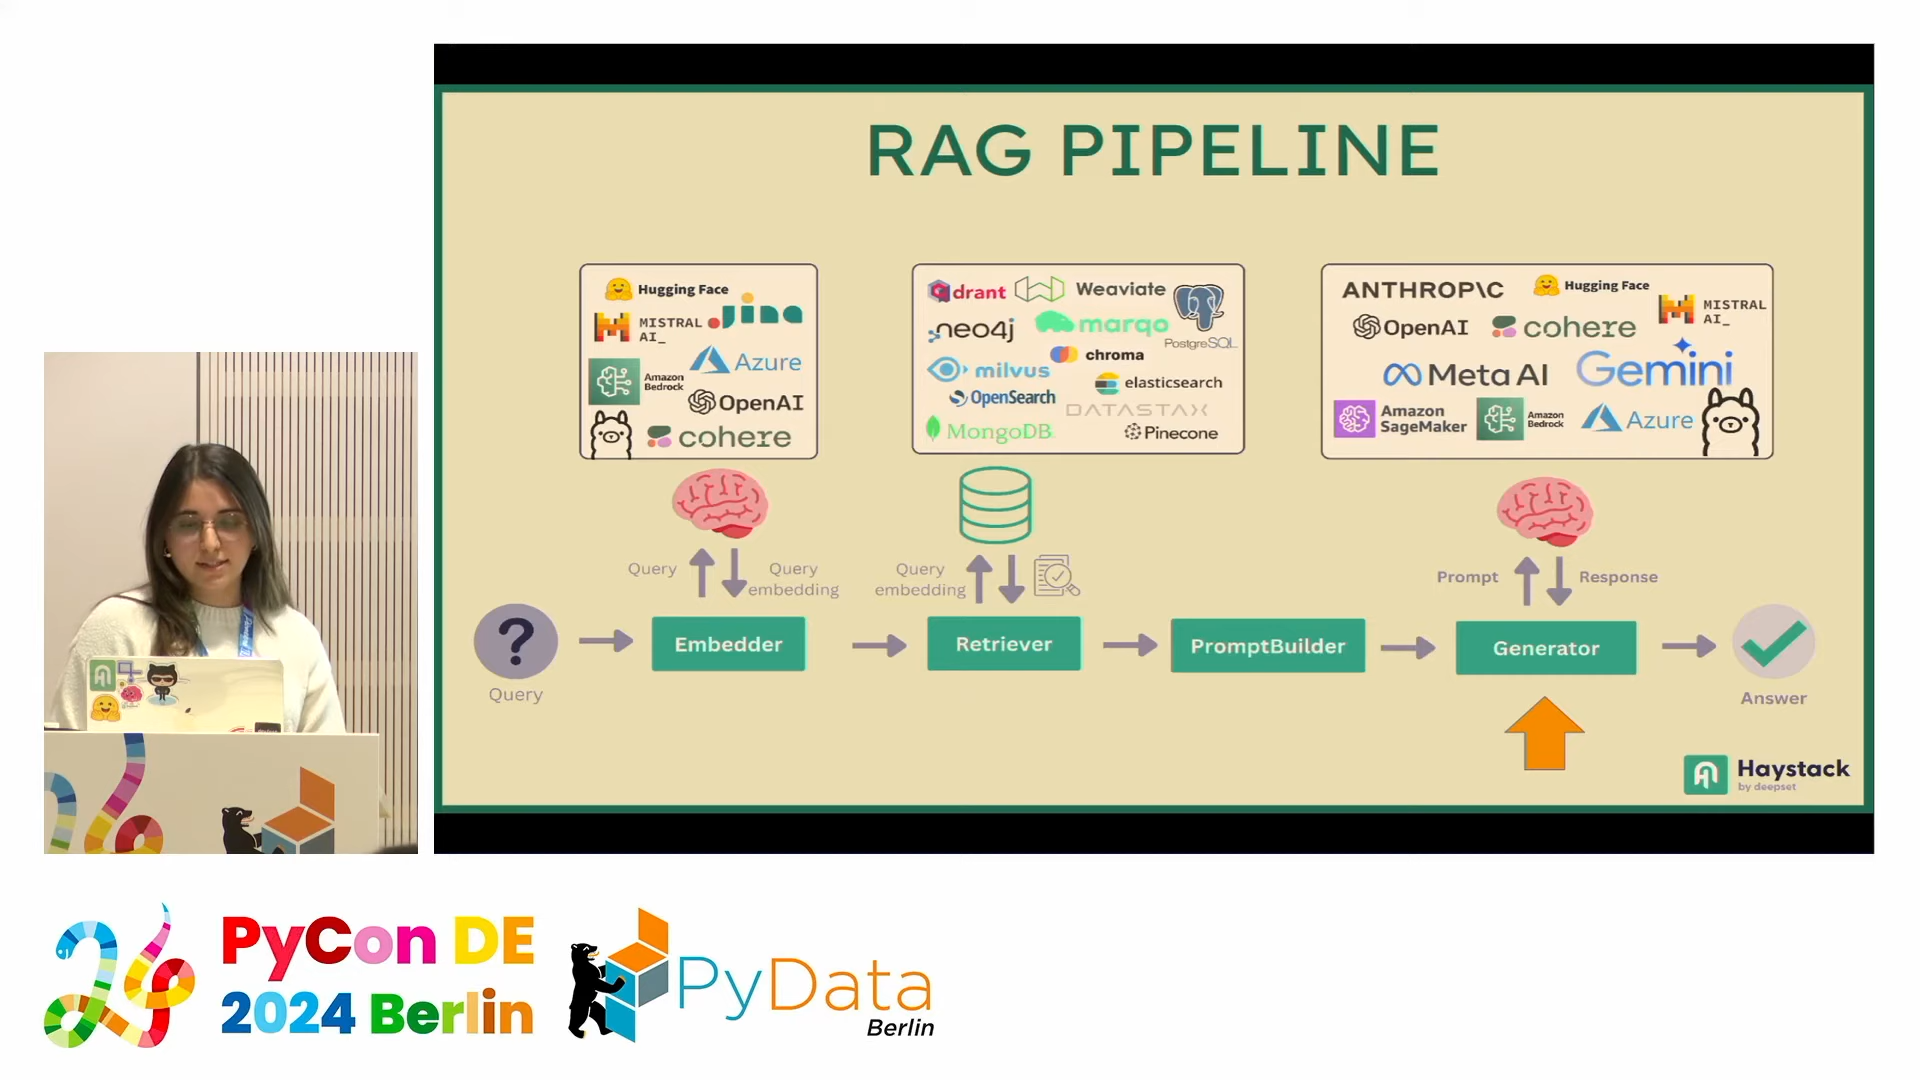 RAG PIPELINE
Hugging Face
MISTRAL
AI_
Jina
Amazon
Bedrock
Azure
OpenAI
cohere
drant
Weaviate
neo4j
marqo
PostgreSQL
chroma
milvus
elasticsearch
OpenSearch
DATASTAX
MongoDB
Pinecone
ANTHROP\C
Hugging Face
MISTRAL
AI_
OpenAI
cohere
Meta AI
Gemini
Amazon
SageMaker
Amazon
Bedrock
Azure
Query
Query
embedding
Query
embedding
Prompt
Response
?
Query
Embedder
Retriever
PromptBuilder
Generator
Answer
Haystack
by deepset
PyCon DE
2024 Berlin
PyData
Berlin